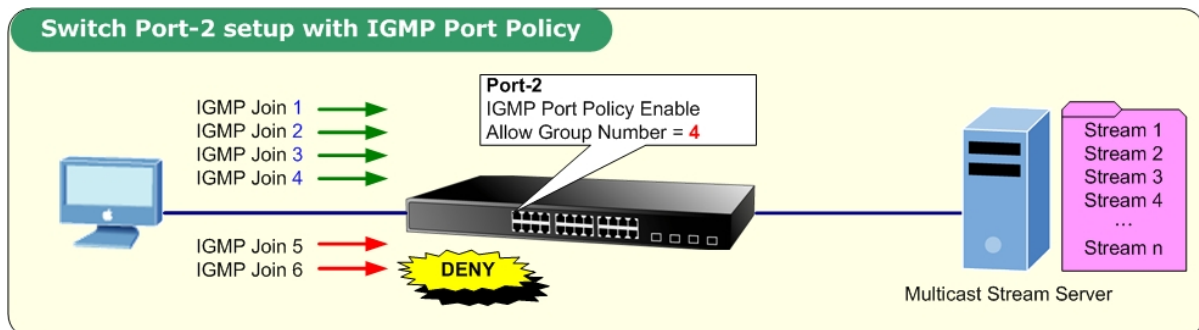 Switch Port-2 setup with IGMP Port Policy
IGMP Join 1
IGMP Join 2
IGMP Join 3
IGMP Join 4
Port-2
IGMP Port Policy Enable
Allow Group Number = 4
IGMP Join 5
IGMP Join 6
DENY
Stream 1
Stream 2
Stream 3
Stream 4
...
Stream n
Multicast Stream Server